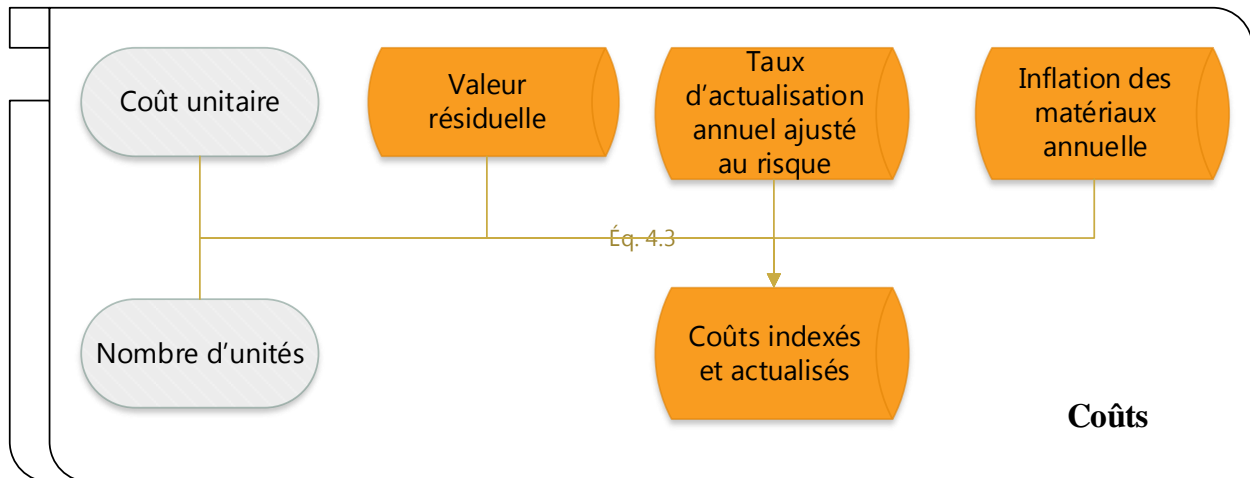 Coût unitaire
Valeur
résiduelle
Taux
d’actualisation
annuel ajusté
au risque
Inflation des
matériaux
annuelle
Éq. 4.3
Nombre d’unités
Coûts indexés
et actualisés
Coûts